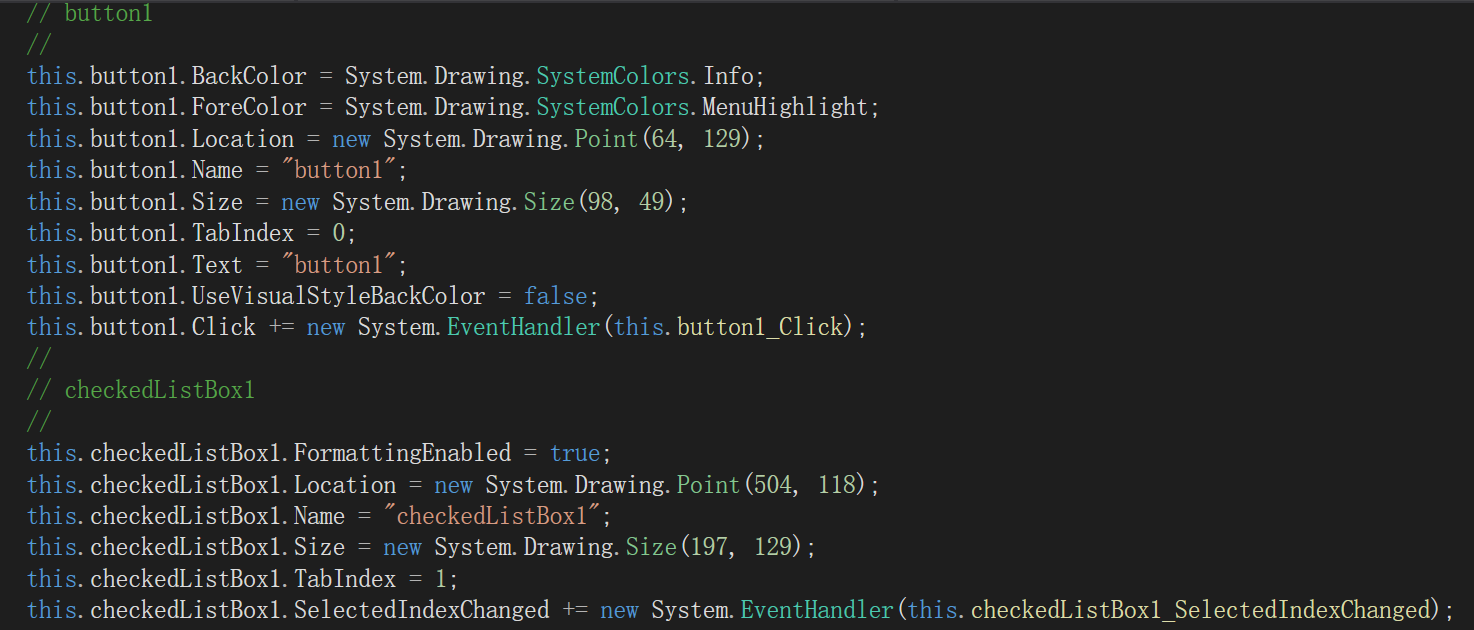 // button1
//
this.button1.BackColor = System.Drawing.SystemColors.Info;
this.button1.ForeColor = System.Drawing.SystemColors.MenuHighlight;
this.button1.Location = new System.Drawing.Point(64, 129);
this.button1.Name = "button1";
this.button1.Size = new System.Drawing.Size(98, 49);
this.button1.TabIndex = 0;
this.button1.Text = "button1";
this.button1.UseVisualStyleBackColor = false;
this.button1.Click += new System.EventHandler(this.button1_Click);
//
// checkedListBox1
//
this.checkedListBox1.FormattingEnabled = true;
this.checkedListBox1.Location = new System.Drawing.Point(504, 118);
this.checkedListBox1.Name = "checkedListBox1";
this.checkedListBox1.Size = new System.Drawing.Size(197, 129);
this.checkedListBox1.TabIndex = 1;
this.checkedListBox1.SelectedIndexChanged += new System.EventHandler(this.checkedListBox1_SelectedIndexChanged);